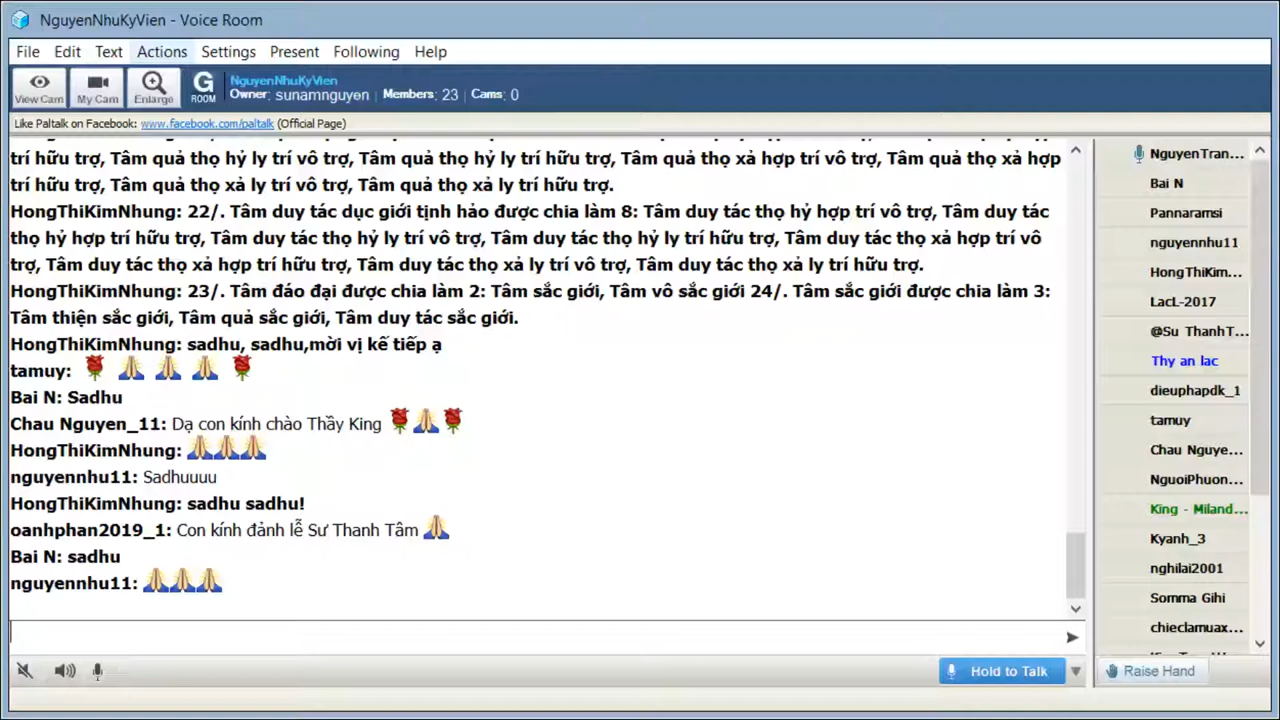 NguyenNhuKyVien - Voice Room
File Edit Text Actions Settings Present Following Help
View Cam My Cam Enlarge G ROOM
NguyenNhuKyVien
Owner: sunamnguyen | Members: 23 | Cams: 0
Like Paltalk on Facebook: www.facebook.com/paltalk (Official Page)
trí hữu trợ, Tâm quả thọ hỷ ly trí vô trợ, Tâm quả thọ hỷ ly trí hữu trợ, Tâm quả thọ xả hợp trí vô trợ, Tâm quả thọ xả hợp
trí hữu trợ, Tâm quả thọ xả ly trí vô trợ, Tâm quả thọ xả ly trí hữu trợ.
HongThiKimNhung: 22/. Tâm duy tác dục giới tịnh hảo được chia làm 8: Tâm duy tác thọ hỷ hợp trí vô trợ, Tâm duy tác
thọ hỷ hợp trí hữu trợ, Tâm duy tác thọ hỷ ly trí vô trợ, Tâm duy tác thọ hỷ ly trí hữu trợ, Tâm duy tác thọ xả hợp trí vô
trợ, Tâm duy tác thọ xả hợp trí hữu trợ, Tâm duy tác thọ xả ly trí vô trợ, Tâm duy tác thọ xả ly trí hữu trợ.
HongThiKimNhung: 23/. Tâm đáo đại được chia làm 2: Tâm sắc giới, Tâm vô sắc giới 24/. Tâm sắc giới được chia làm 3:
Tâm thiện sắc giới, Tâm quả sắc giới, Tâm duy tác sắc giới.
HongThiKimNhung: sadhu, sadhu,mời vị kế tiếp ạ
tamuy: 🌹 🙏 🙏 🙏 🌹
Bai N: Sadhu
Chau Nguyen_11: Dạ con kính chào Thầy King 🌹🙏🌹
HongThiKimNhung: 🙏🙏🙏
nguyennhu11: Sadhuuuu
HongThiKimNhung: sadhu sadhu!
oanhphan2019_1: Con kính đảnh lễ Sư Thanh Tâm 🙏
Bai N: sadhu
nguyennhu11: 🙏🙏🙏
Hold to Talk
NguyenTran...
Bai N
Pannaramsi
nguyennhu11
HongThiKim...
LacL-2017
@Su ThanhT...
Thy an lac
dieuphapdk_1
tamuy
Chau Nguye...
NguoiPhuon...
King - Miland...
Kyanh_3
nghilai2001
Somma Gihi
chieclamuax...
Raise Hand